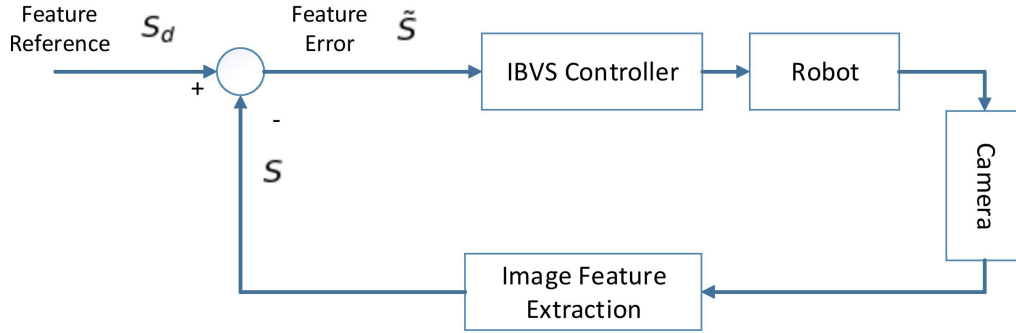 Feature
Reference
S_d
Feature
Error
S̃
IBVS Controller
Robot
+
-
S
Camera
Image Feature
Extraction